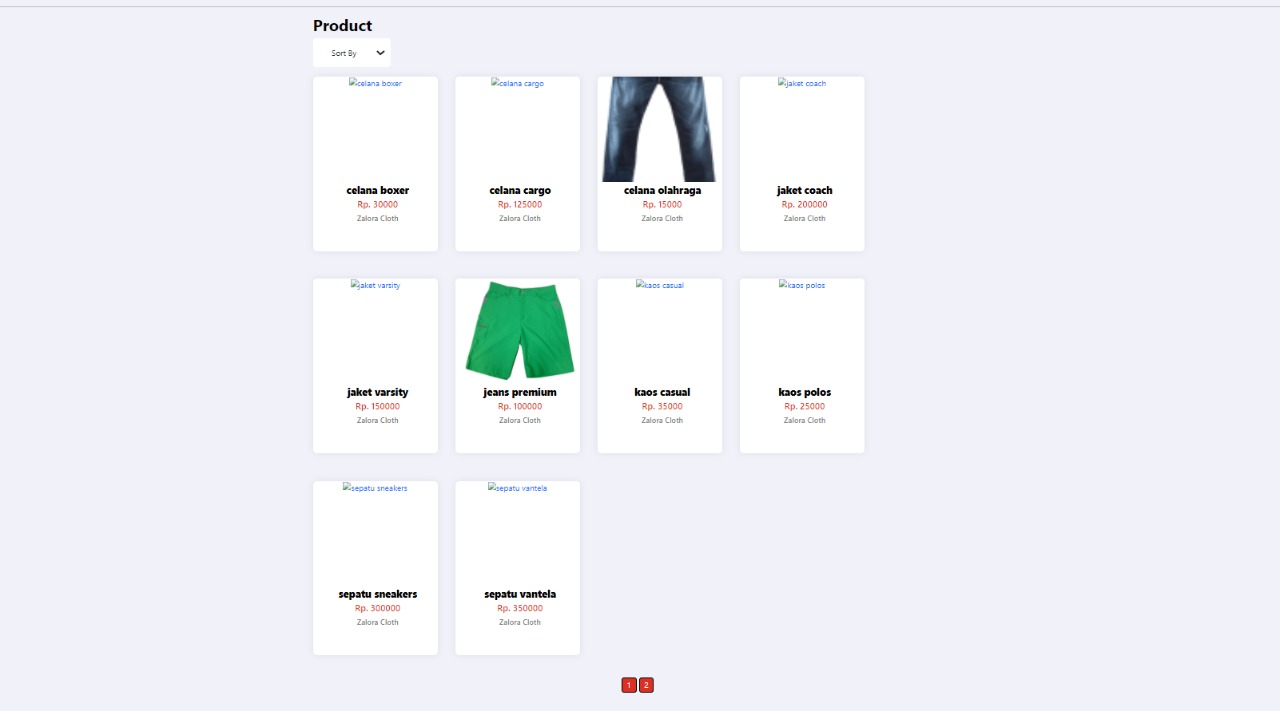 Product
Sort By
celana boxer
celana cargo
jaket coach
celana boxer
Rp. 30000
Zalora Cloth
celana cargo
Rp. 125000
Zalora Cloth
celana olahraga
Rp. 15000
Zalora Cloth
jaket coach
Rp. 200000
Zalora Cloth
jaket varsity
kaos casual
kaos polos
jaket varsity
Rp. 150000
Zalora Cloth
jeans premium
Rp. 100000
Zalora Cloth
kaos casual
Rp. 35000
Zalora Cloth
kaos polos
Rp. 25000
Zalora Cloth
sepatu sneakers
sepatu vantela
sepatu sneakers
Rp. 300000
Zalora Cloth
sepatu vantela
Rp. 350000
Zalora Cloth
1 2